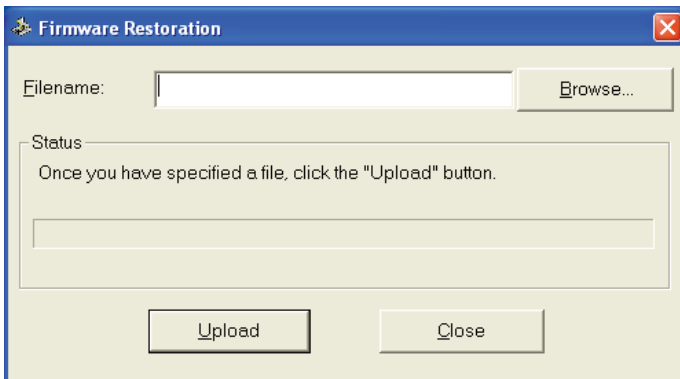 Firmware Restoration
Filename:
Browse...
Status
Once you have specified a file, click the "Upload" button.
Upload
Close